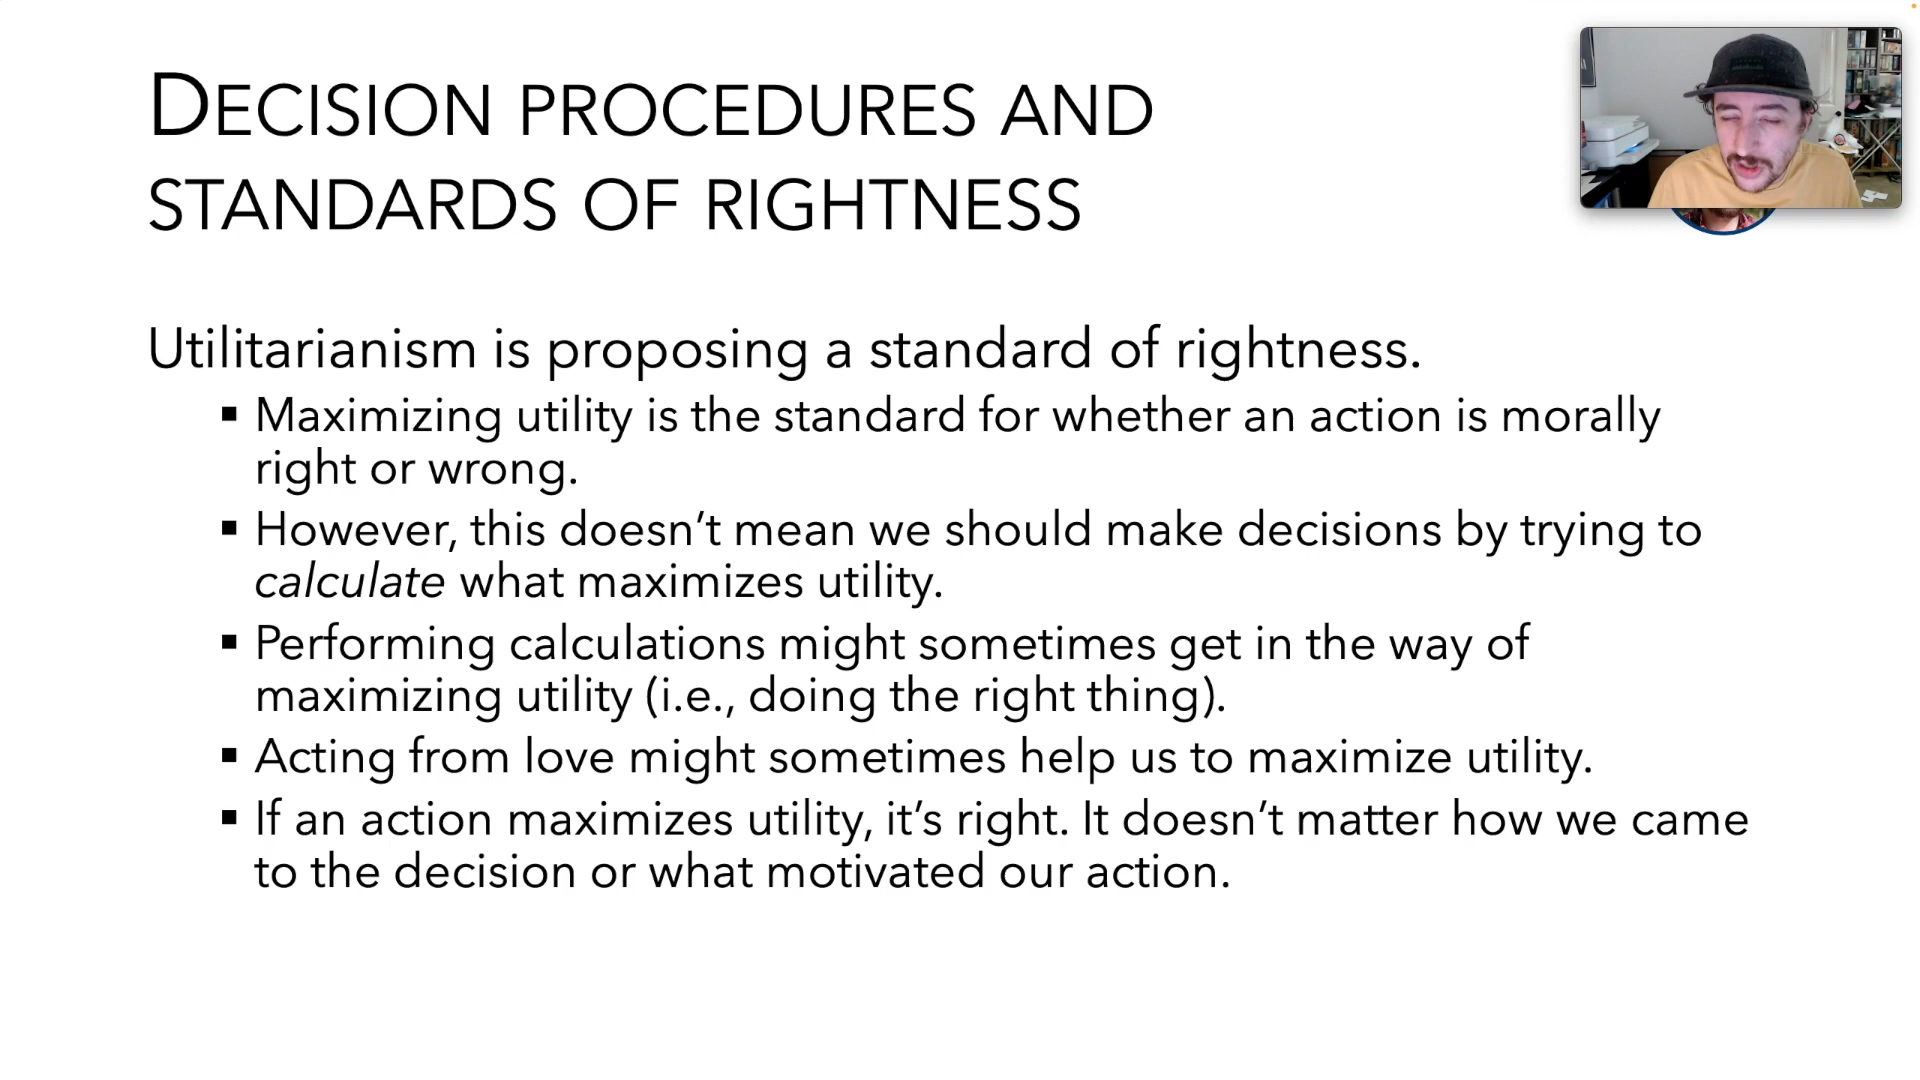 DECISION PROCEDURES AND
STANDARDS OF RIGHTNESS
Utilitarianism is proposing a standard of rightness.
▪ Maximizing utility is the standard for whether an action is morally
right or wrong.
▪ However, this doesn’t mean we should make decisions by trying to
calculate what maximizes utility.
▪ Performing calculations might sometimes get in the way of
maximizing utility (i.e., doing the right thing).
▪ Acting from love might sometimes help us to maximize utility.
▪ If an action maximizes utility, it’s right. It doesn’t matter how we came
to the decision or what motivated our action.